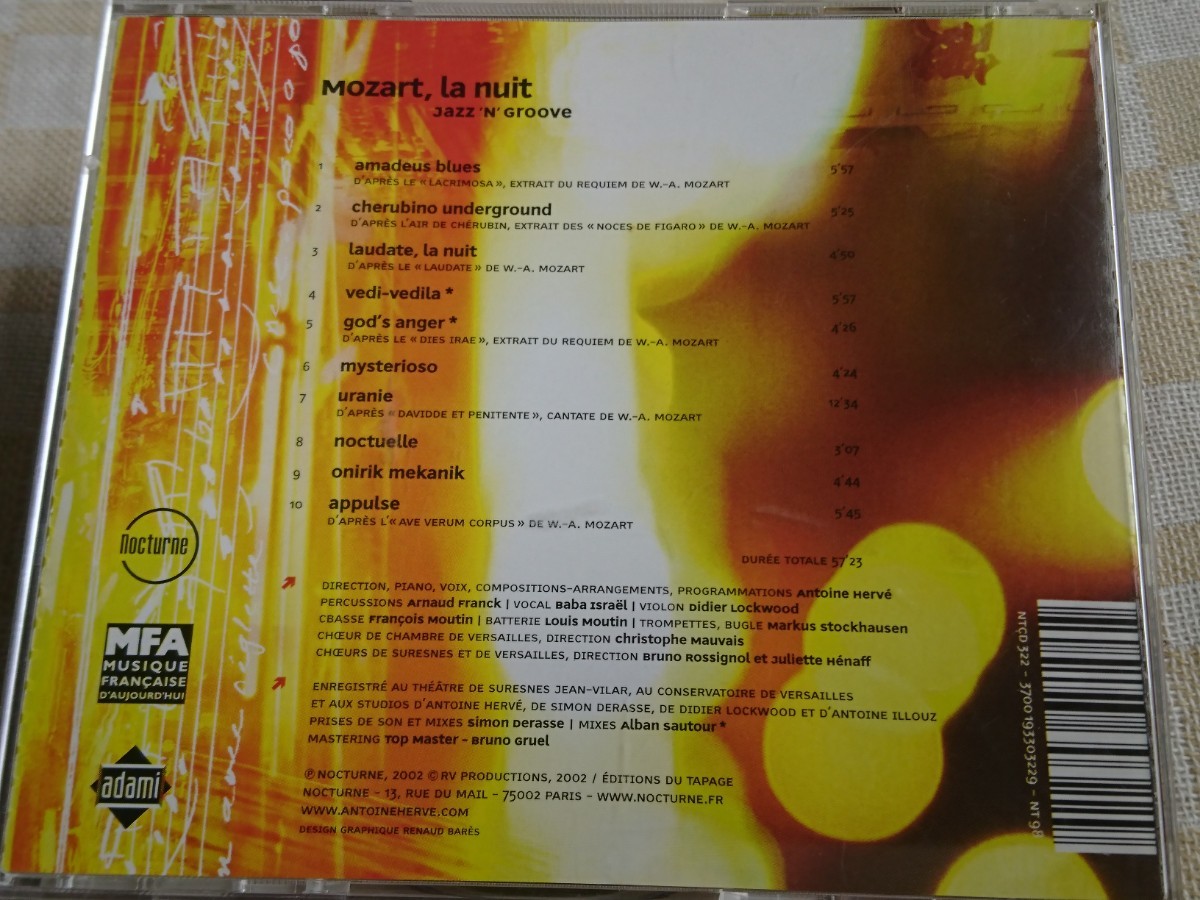 Mozart, la nuit
Jazz 'N' Groove
1 amadeus blues 5'57
D'APRÈS LE « LACRIMOSA », EXTRAIT DU REQUIEM DE W.-A. MOZART
2 cherubino underground 5'25
D'APRÈS L'AIR DE CHÉRUBIN, EXTRAIT DES « NOCES DE FIGARO » DE W.-A. MOZART
3 laudate, la nuit 4'50
D'APRÈS LE « LAUDATE » DE W.-A. MOZART
4 vedi-vedila * 5'57
5 god's anger * 4'26
D'APRÈS LE « DIES IRAE », EXTRAIT DU REQUIEM DE W.-A. MOZART
6 mysterioso 4'24
7 uranie 12'34
D'APRÈS « DAVIDDE ET PENITENTE », CANTATE DE W.-A. MOZART
8 noctuelle 3'07
9 onirik mekanik 4'44
10 appulse 5'45
D'APRÈS L'« AVE VERUM CORPUS » DE W.-A. MOZART
DURÉE TOTALE 57'23
Nocturne
DIRECTION, PIANO, VOIX, COMPOSITIONS-ARRANGEMENTS, PROGRAMMATIONS Antoine Hervé
PERCUSSIONS Arnaud Franck | VOCAL Baba Israël | VIOLON Didier Lockwood
CBASSE François Moutin | BATTERIE Louis Moutin | TROMPETTES, BUGLE Markus Stockhausen
CHŒUR DE CHAMBRE DE VERSAILLES, DIRECTION christophe Mauvais
CHŒURS DE SURESNES ET DE VERSAILLES, DIRECTION Bruno Rossignol et Juliette Hénaff
MFA
MUSIQUE
FRANÇAISE
D'AUJOURD'HUI
ENREGISTRÉ AU THÉÂTRE DE SURESNES JEAN-VILAR, AU CONSERVATOIRE DE VERSAILLES
ET AUX STUDIOS D'ANTOINE HERVÉ, DE SIMON DERASSE, DE DIDIER LOCKWOOD ET D'ANTOINE ILLOUZ
PRISES DE SON ET MIXES simon Derasse | MIXES Alban sautour *
MASTERING Top Master - Bruno Gruel
adami
℗ NOCTURNE, 2002 © RV PRODUCTIONS, 2002 / ÉDITIONS DU TAPAGE
NOCTURNE - 13, RUE DU MAIL - 75002 PARIS - WWW.NOCTURNE.FR
WWW.ANTOINEHERVE.COM
DESIGN GRAPHIQUE RENAUD BARÈS
NTCD 322 - 3700193303229 - NT 98